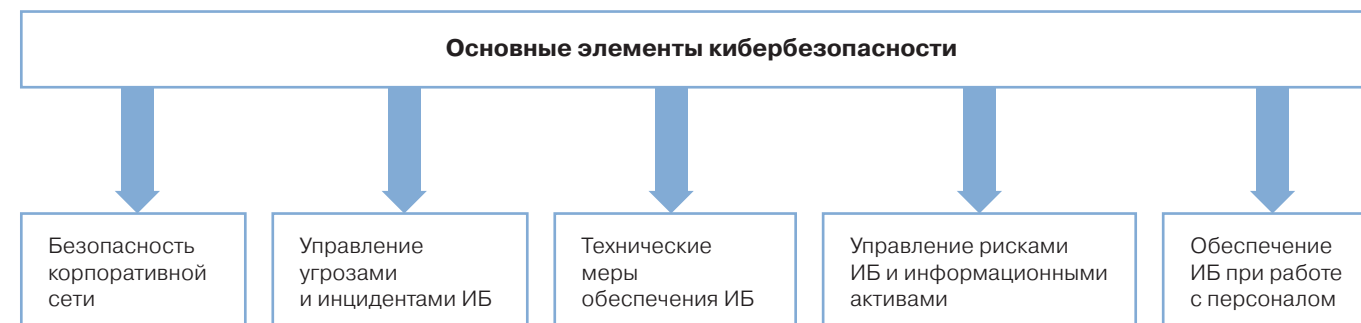 Основные элементы кибербезопасности
Безопасность
корпоративной
сети
Управление
угрозами
и инцидентами ИБ
Технические
меры
обеспечения ИБ
Управление рисками
ИБ и информационными
активами
Обеспечение
ИБ при работе
с персоналом